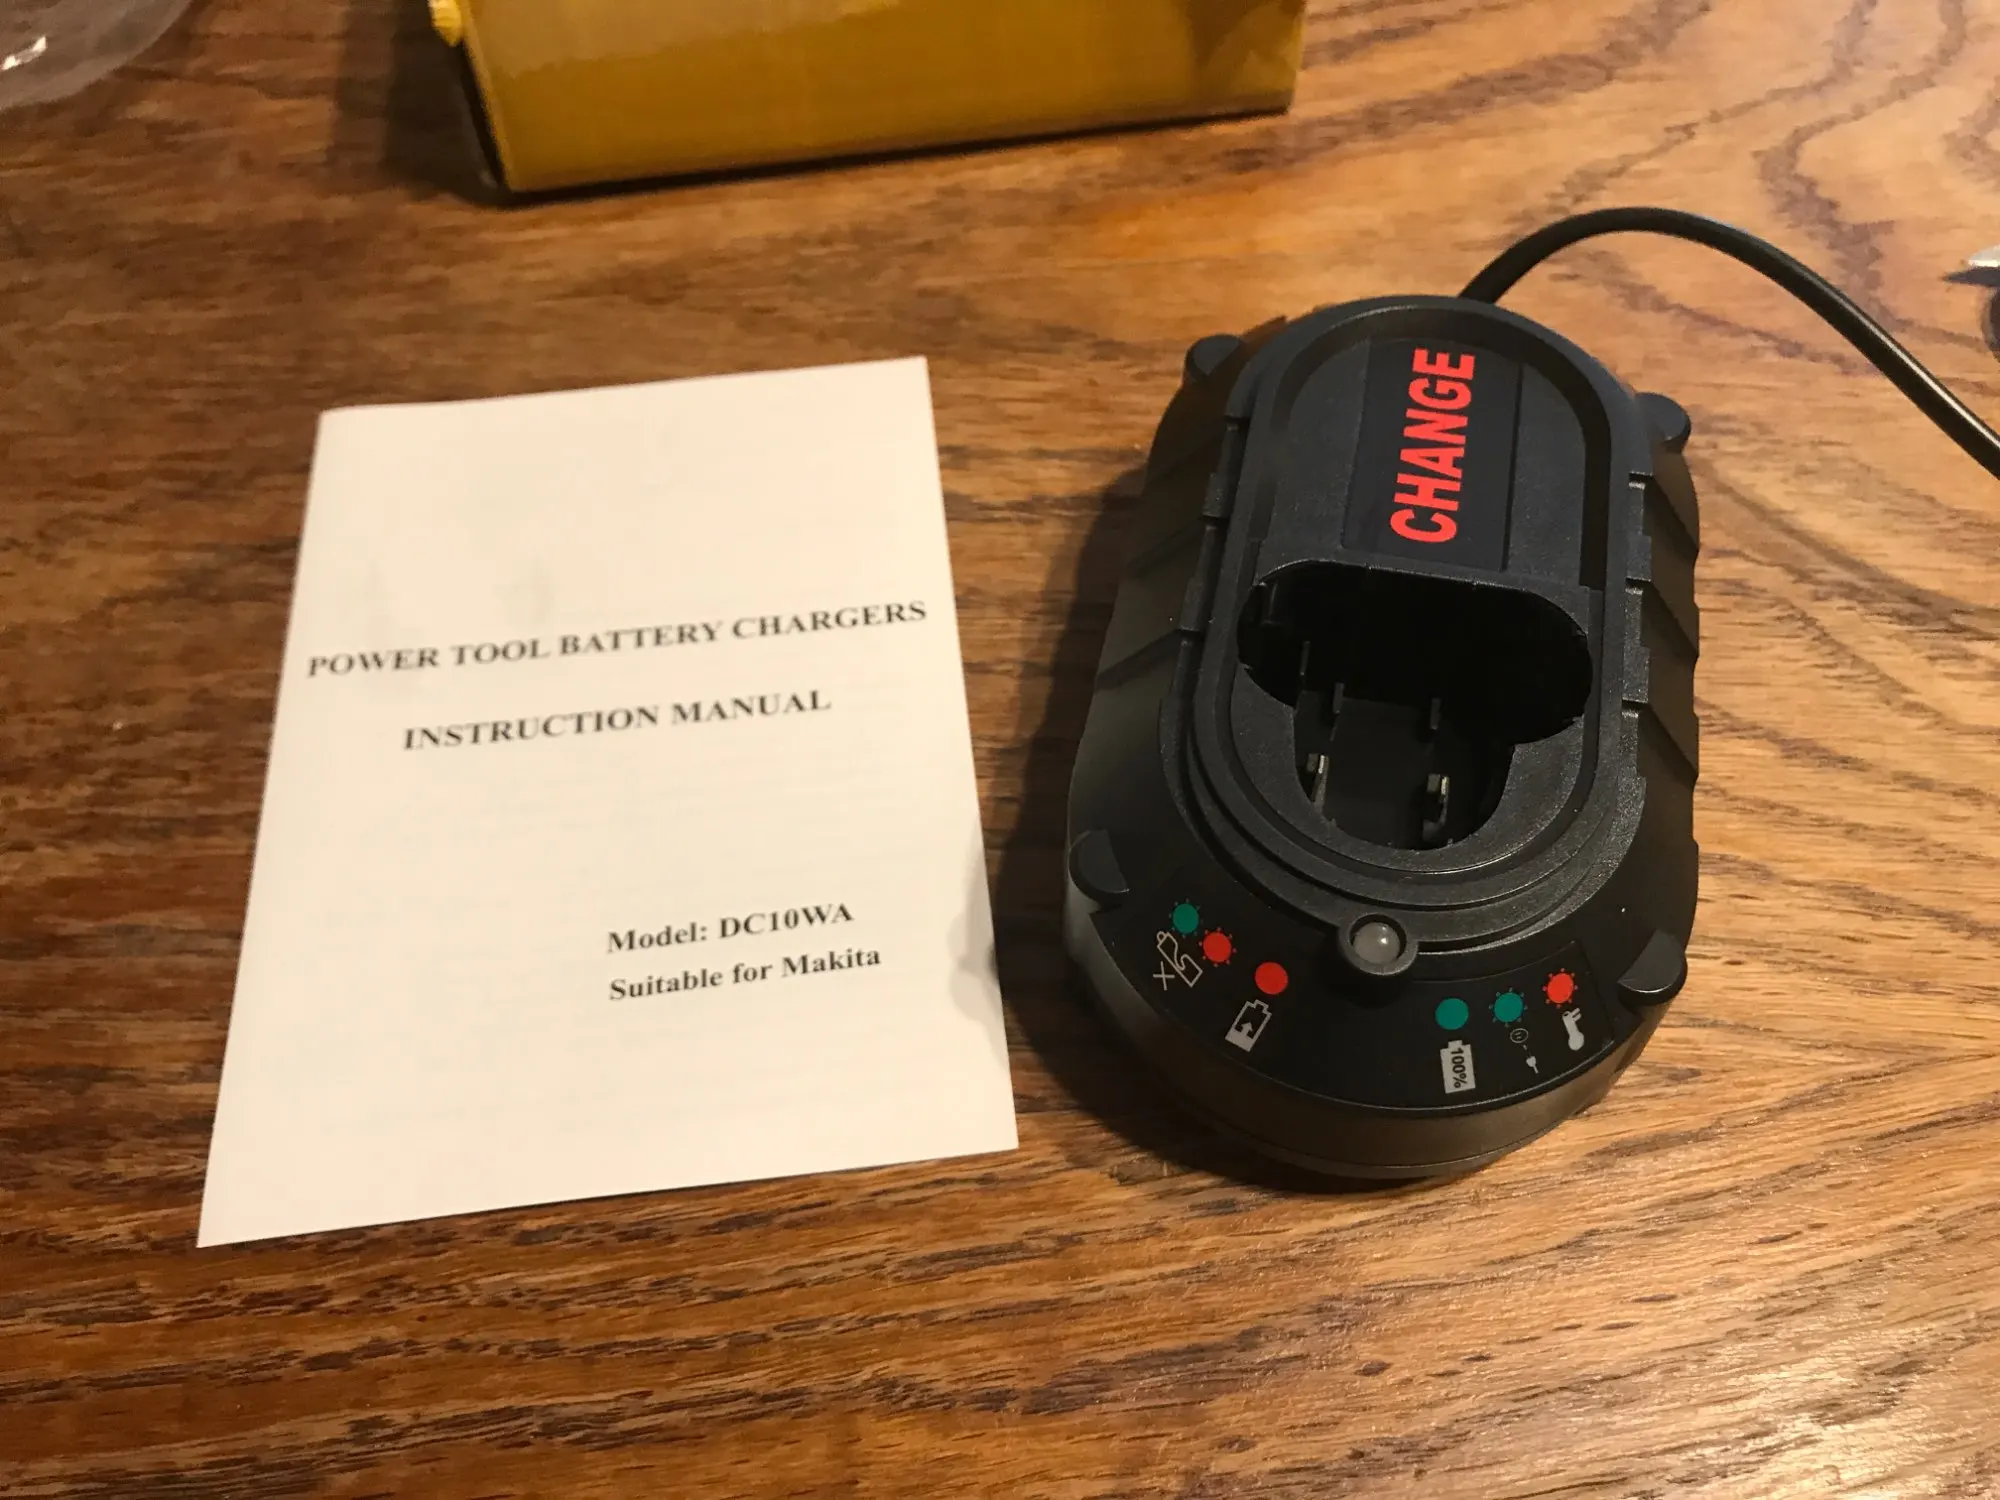 POWER TOOL BATTERY CHARGERS
INSTRUCTION MANUAL
Model: DC10WA
Suitable for Makita
CHANGE
100%